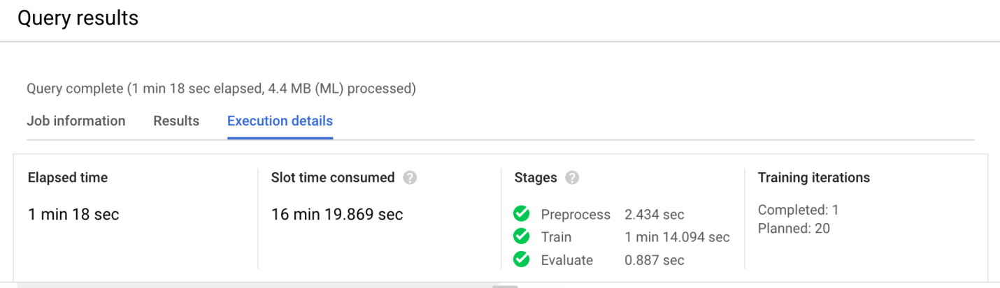 Query results
Query complete (1 min 18 sec elapsed, 4.4 MB (ML) processed)
Job information Results Execution details
Elapsed time Slot time consumed ? Stages ? Training iterations
1 min 18 sec 16 min 19.869 sec Preprocess 2.434 sec Completed: 1
Train 1 min 14.094 sec Planned: 20
Evaluate 0.887 sec